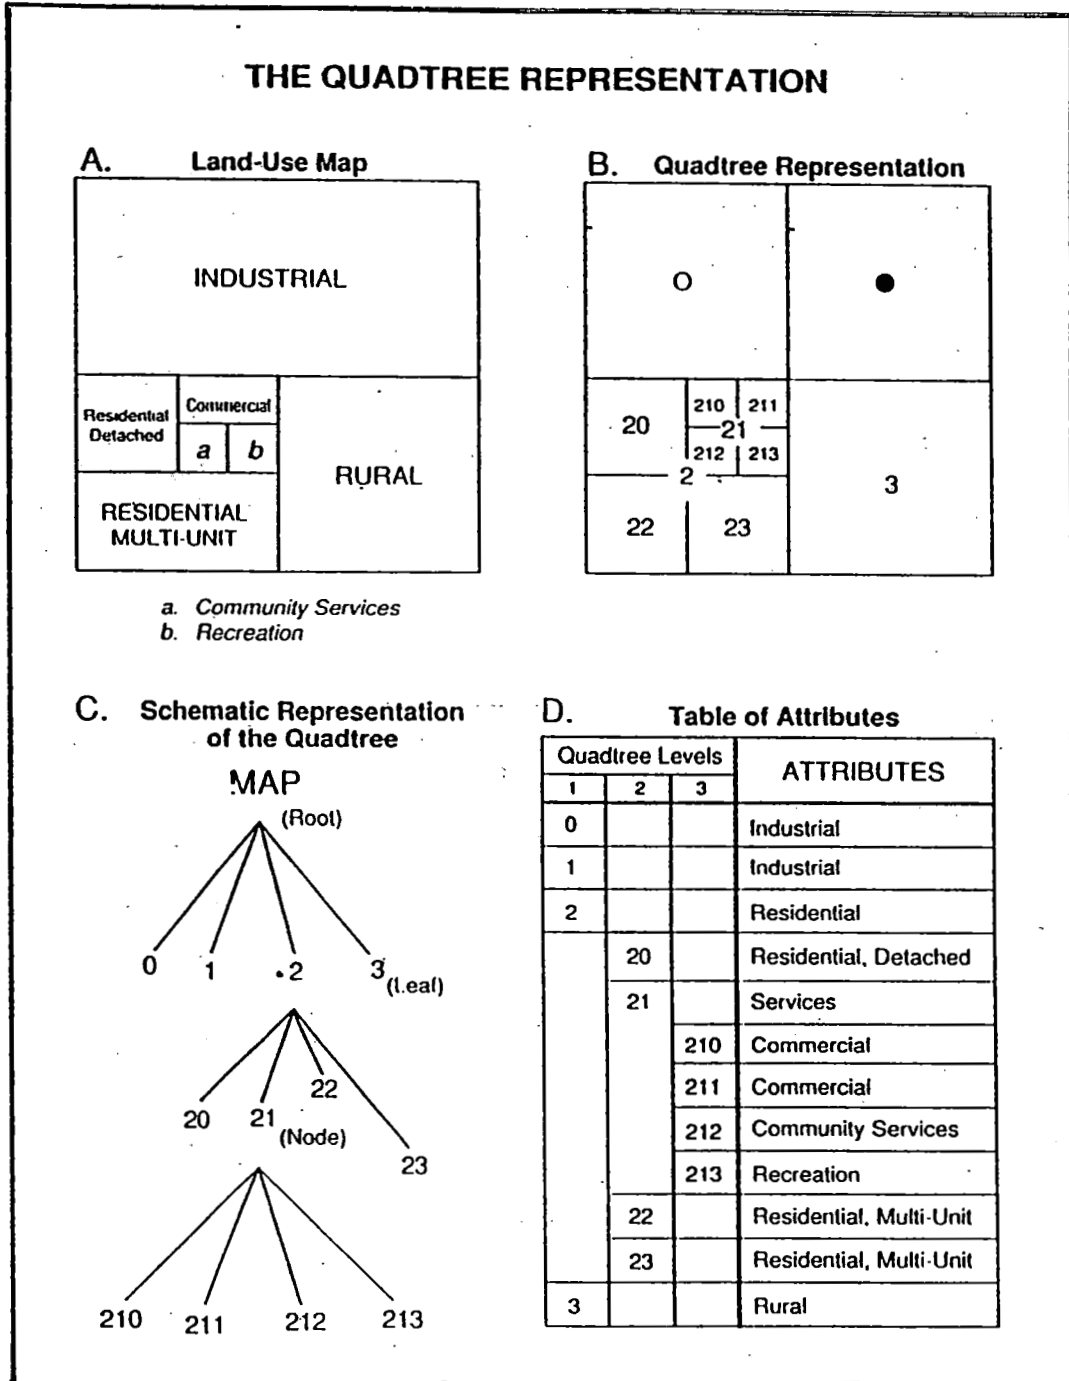 THE QUADTREE REPRESENTATION
A. Land-Use Map
INDUSTRIAL
Residential
Detached
Commercial
a b
RURAL
RESIDENTIAL
MULTI-UNIT
a. Community Services
b. Recreation
B. Quadtree Representation
0
20
210 211
21
212 213
2
22 23
3
C. Schematic Representation
of the Quadtree
MAP
(Root)
0 1 2 3
(Leaf)
20 21 22
(Node)
23
210 211 212 213
D. Table of Attributes
Quadtree Levels ATTRIBUTES
1 2 3
0 Industrial
1 Industrial
2 Residential
20 Residential, Detached
21 Services
210 Commercial
211 Commercial
212 Community Services
213 Recreation
22 Residential, Multi-Unit
23 Residential, Multi-Unit
3 Rural